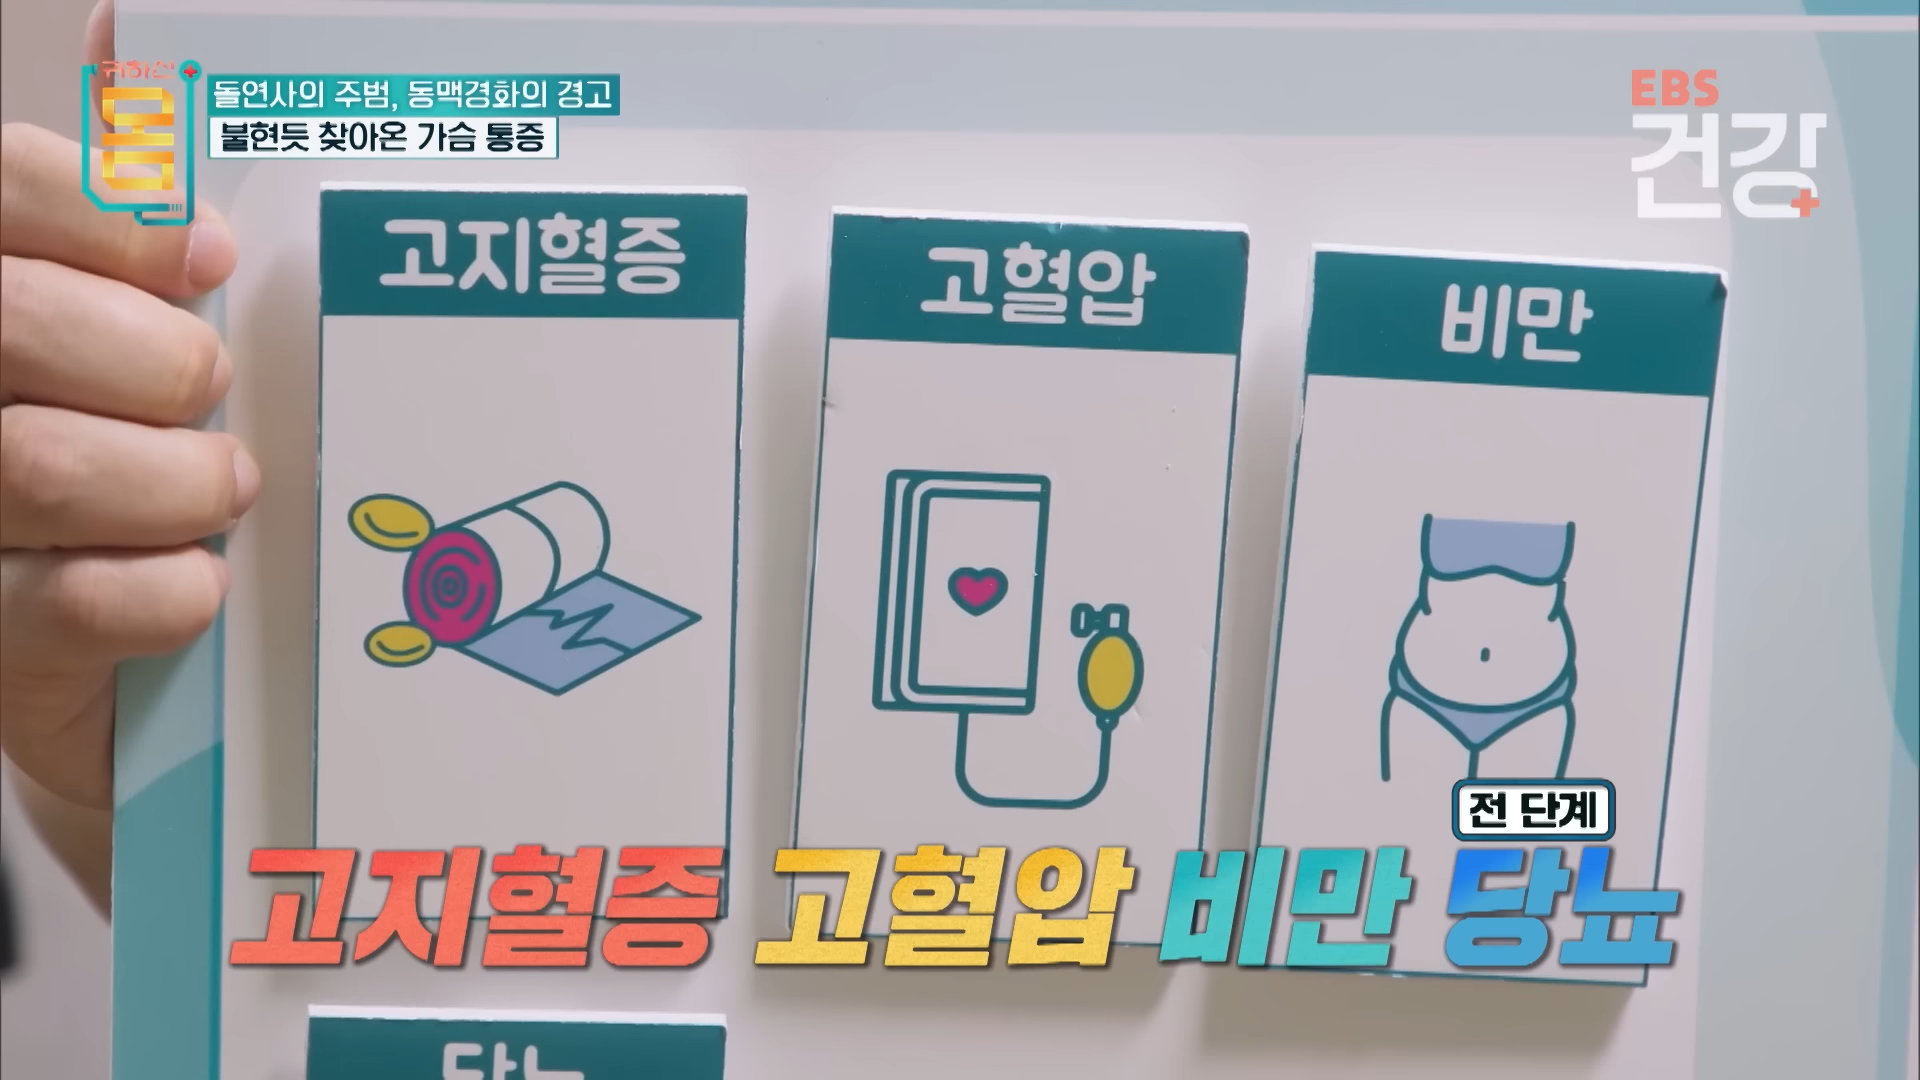 귀하신
몸
돌연사의 주범, 동맥경화의 경고
불현듯 찾아온 가슴 통증
EBS
건강
고지혈증
고혈압
비만
전 단계
고지혈증 고혈압 비만 당뇨
당뇨